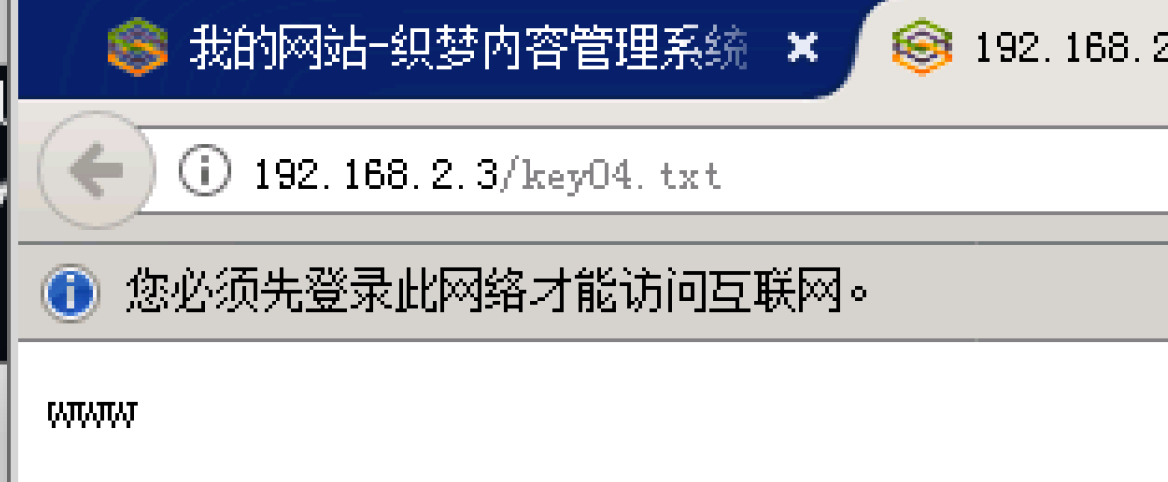 我的网站-织梦内容管理系统
192.168.2
192.168.2.3/key04.txt
您必须先登录此网络才能访问互联网。
www